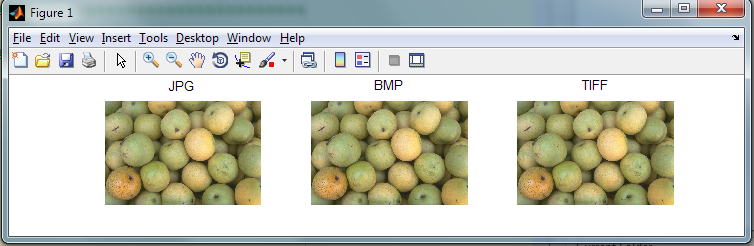 Figure 1
File Edit View Insert Tools Desktop Window Help
JPG BMP TIFF